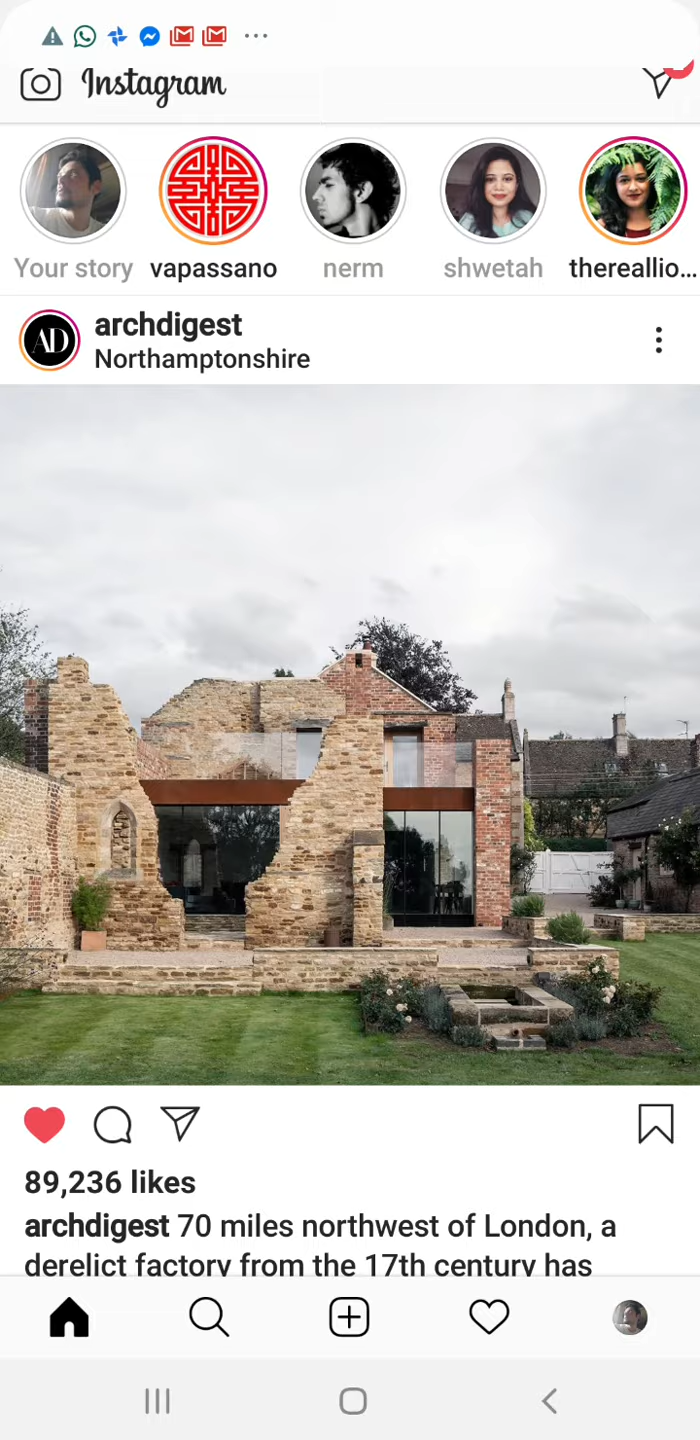 Instagram
Your story
vapassano
nerm
shwetah
thereallio...
AD
archdigest
Northamptonshire
89,236 likes
archdigest 70 miles northwest of London, a
derelict factory from the 17th century has